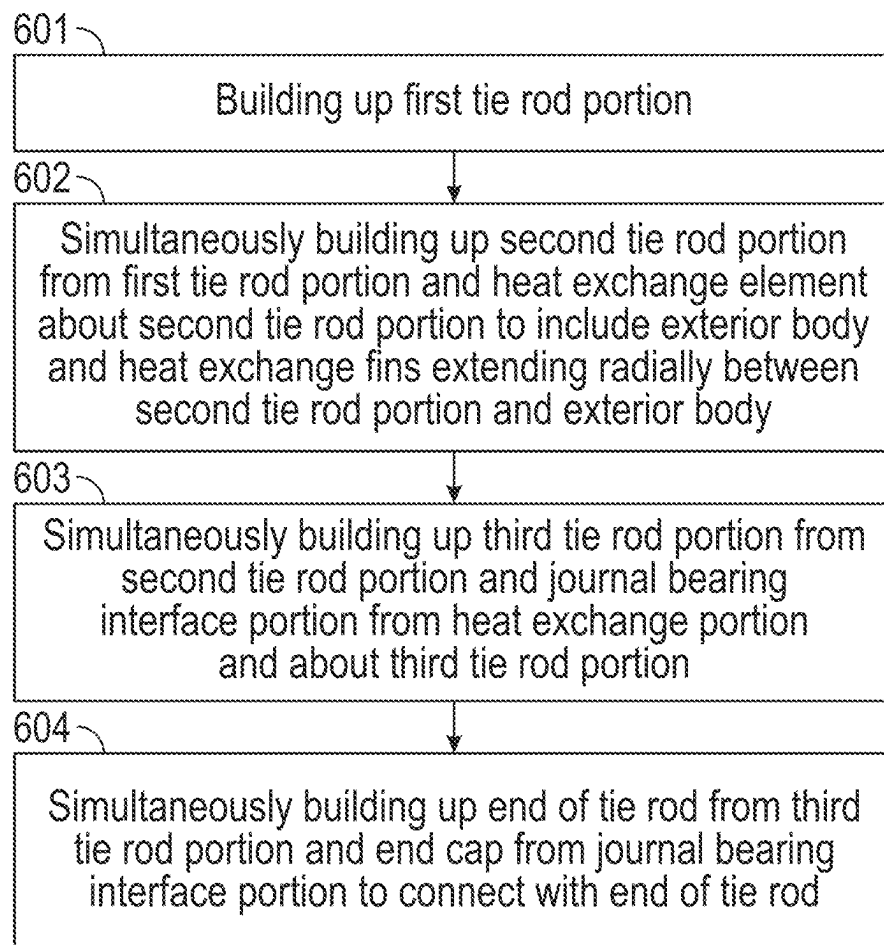 601
Building up first tie rod portion
602
Simultaneously building up second tie rod portion
from first tie rod portion and heat exchange element
about second tie rod portion to include exterior body
and heat exchange fins extending radially between
second tie rod portion and exterior body
603
Simultaneously building up third tie rod portion from
second tie rod portion and journal bearing
interface portion from heat exchange portion
and about third tie rod portion
604
Simultaneously building up end of tie rod from third
tie rod portion and end cap from journal bearing
interface portion to connect with end of tie rod